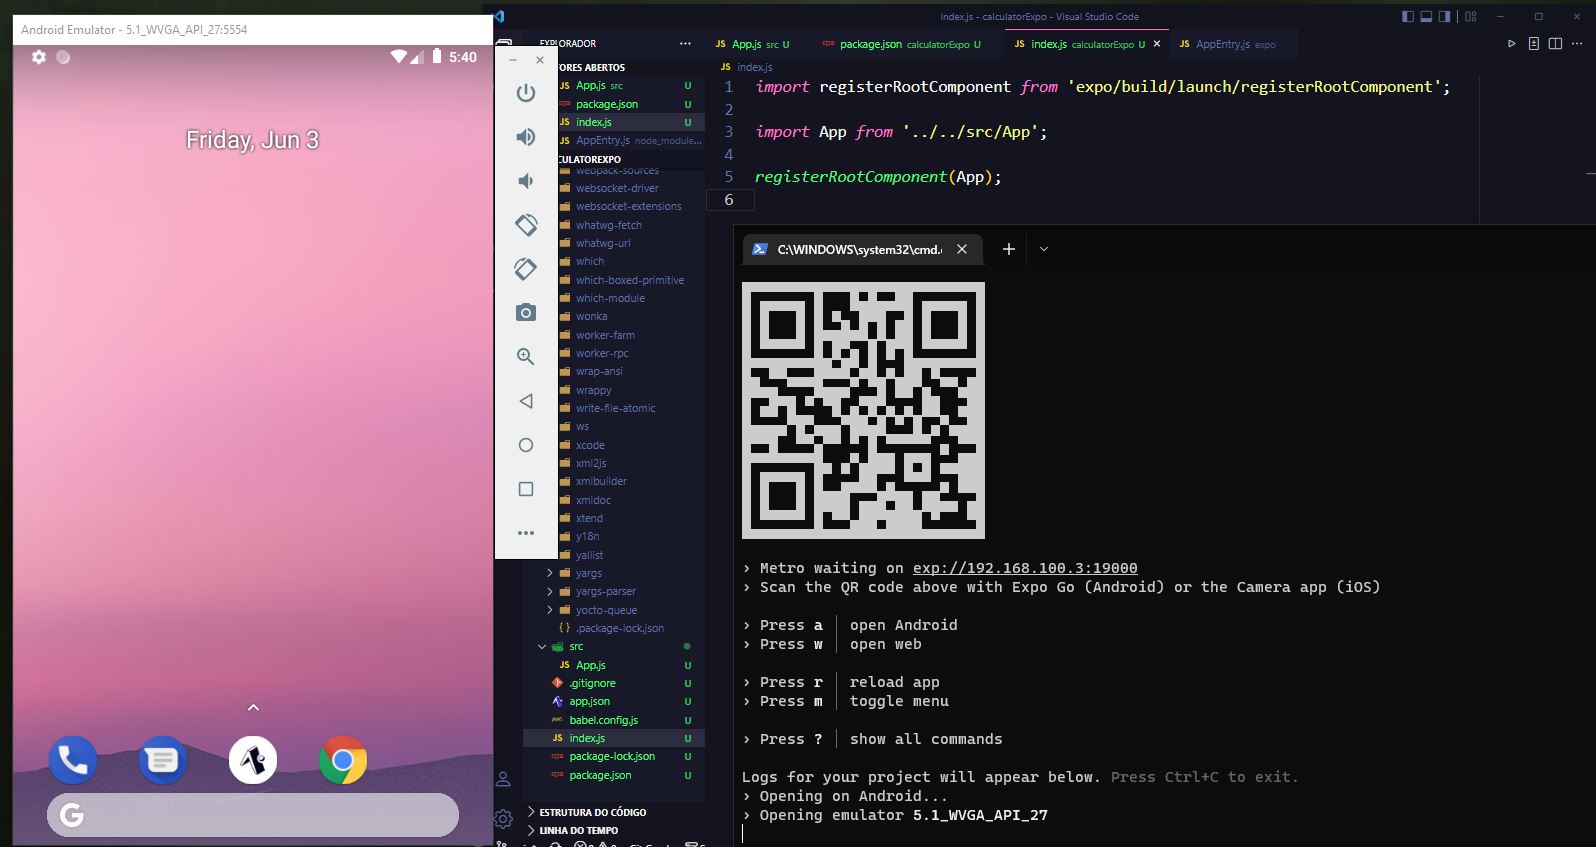 Android Emulator - 5.1_WVGA_API_27:5554
5:40
Friday, Jun 3
index.js - calculatorExpo - Visual Studio Code
EXPLORADOR
App.js src U
package.json calculatorExpo U
index.js calculatorExpo U
AppEntry.js expo
ORES ABERTOS
App.js src U
package.json U
index.js U
AppEntry.js node_module...
CULATOREXPO
webpack-sources
websocket-driver
websocket-extensions
whatwg-fetch
whatwg-url
which
which-boxed-primitive
which-module
wonka
worker-farm
worker-rpc
wrap-ansi
wrappy
write-file-atomic
ws
xcode
xml2js
xmlbuilder
xmldoc
xtend
y18n
yallist
yargs
yargs-parser
yocto-queue
.package-lock.json
src
App.js U
.gitignore U
app.json U
babel.config.js U
index.js U
package-lock.json U
package.json U
ESTRUTURA DO CÓDIGO
LINHA DO TEMPO
JS index.js
1 import registerRootComponent from 'expo/build/launch/registerRootComponent';
2
3 import App from '../../src/App';
4
5 registerRootComponent(App);
6
C:\WINDOWS\system32\cmd.
› Metro waiting on exp://192.168.100.3:19000
› Scan the QR code above with Expo Go (Android) or the Camera app (iOS)
› Press a │ open Android
› Press w │ open web
› Press r │ reload app
› Press m │ toggle menu
› Press ? │ show all commands
Logs for your project will appear below. Press Ctrl+C to exit.
› Opening on Android...
› Opening emulator 5.1_WVGA_API_27